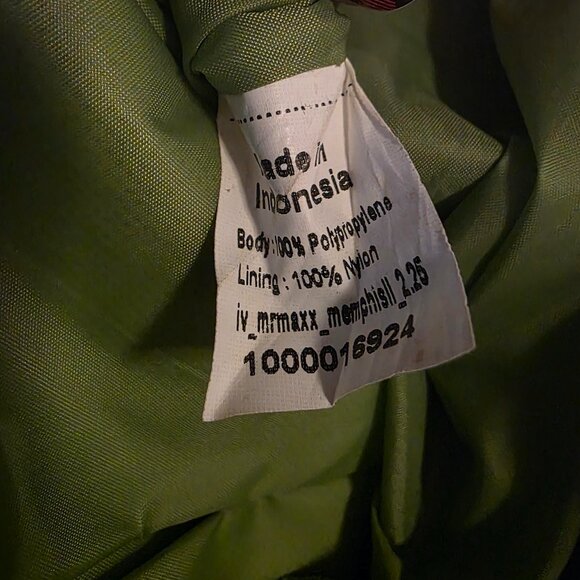 Made in
Indonesia
Body :100% Polypropylene
Lining : 100% Nylon
iv_mrmaxx_memphisII_2.25
1000016924